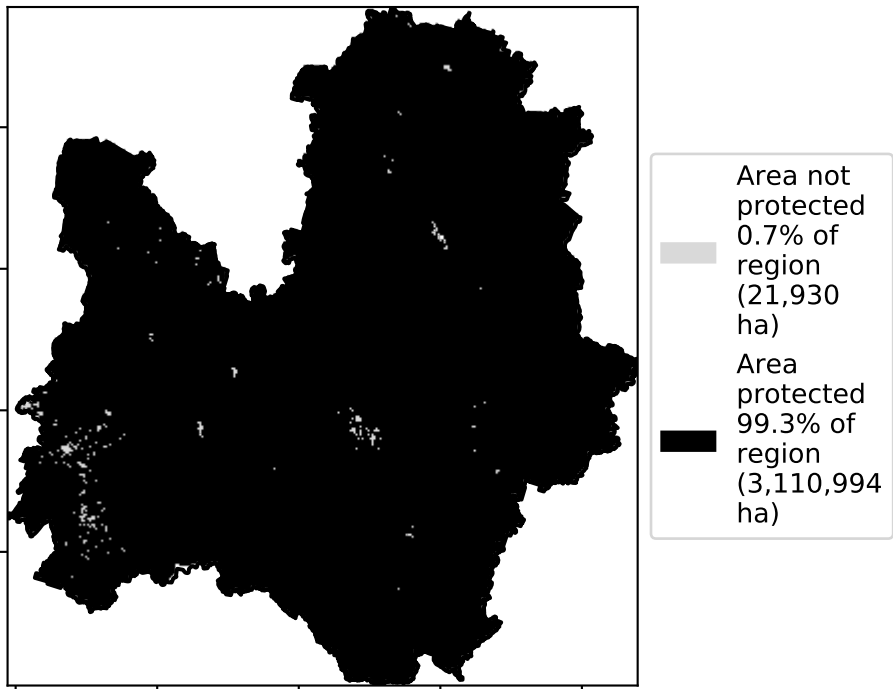 Area not
protected
0.7% of
region
(21,930
ha)
Area
protected
99.3% of
region
(3,110,994
ha)